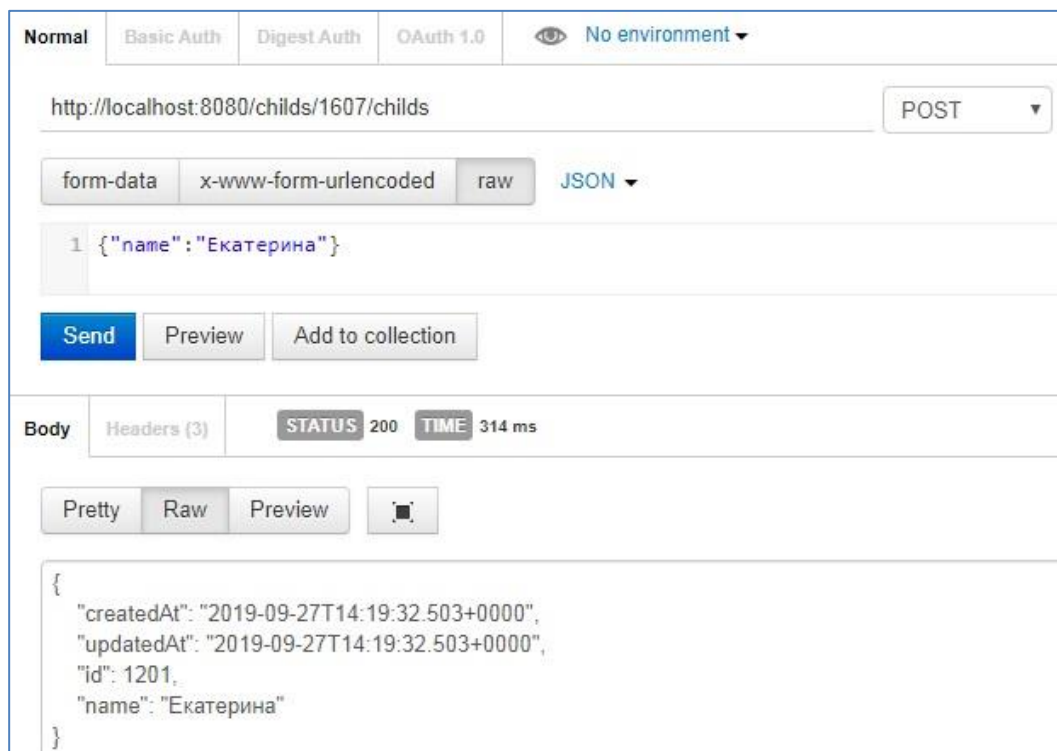 Normal Basic Auth Digest Auth OAuth 1.0 No environment
http://localhost:8080/childs/1607/childs POST
form-data x-www-form-urlencoded raw JSON
1 {"name":"Екатерина"}
Send Preview Add to collection
Body Headers (3) STATUS 200 TIME 314 ms
Pretty Raw Preview
{
"createdAt": "2019-09-27T14:19:32.503+0000",
"updatedAt": "2019-09-27T14:19:32.503+0000",
"id": 1201,
"name": "Екатерина"
}